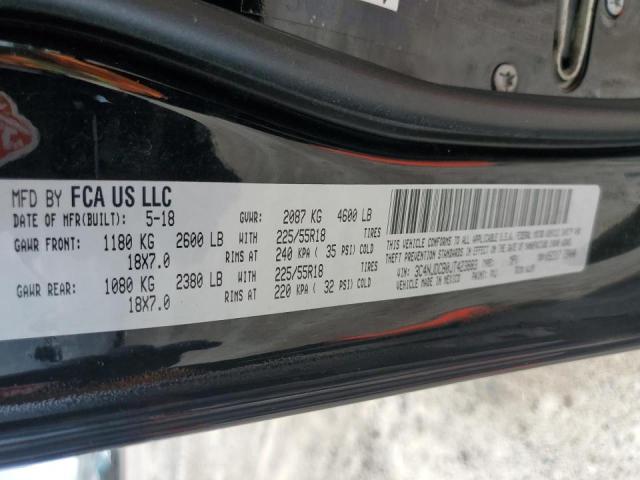 MFD BY FCA US LLC
DATE OF MFR(BUILT): 5-18 GVWR: 2087 KG 4600 LB
GAWR FRONT: 1180 KG 2600 LB WITH 225/55R18 TIRES
18X7.0 RIMS AT 240 KPA ( 35 PSI) COLD
GAWR REAR: 1080 KG 2380 LB WITH 225/55R18 TIRES
18X7.0 RIMS AT 220 KPA ( 32 PSI) COLD
THIS VEHICLE CONFORMS TO ALL
APPLICABLE U.S.A. FEDERAL MOTOR VEHICLE SAFETY AND
THEFT PREVENTION STANDARDS IN EFFECT ON THE DATE OF MANUFACTURE SHOWN ABOVE.
MADE IN MEXICO